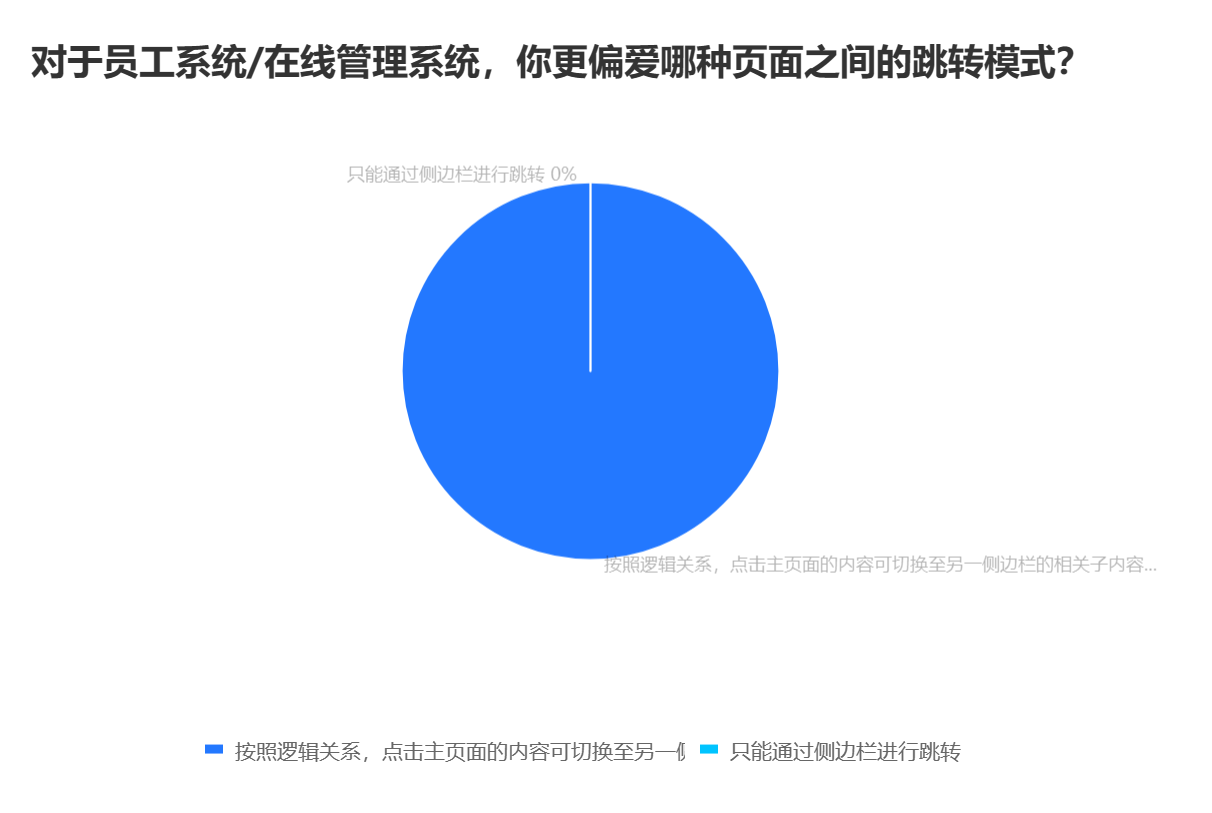 对于员工系统/在线管理系统，你更偏爱哪种页面之间的跳转模式？
只能通过侧边栏进行跳转 0%
按照逻辑关系，点击主页面的内容可切换至另一侧边栏的相关子内容...
按照逻辑关系，点击主页面的内容可切换至另一
只能通过侧边栏进行跳转